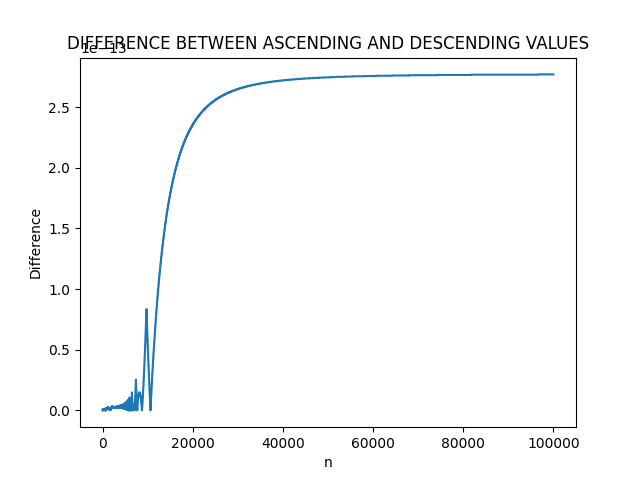 DIFFERENCE BETWEEN ASCENDING AND DESCENDING VALUES
1e−13
2.5
2.0
1.5
1.0
0.5
0.0
Difference
0 20000 40000 60000 80000 100000
n